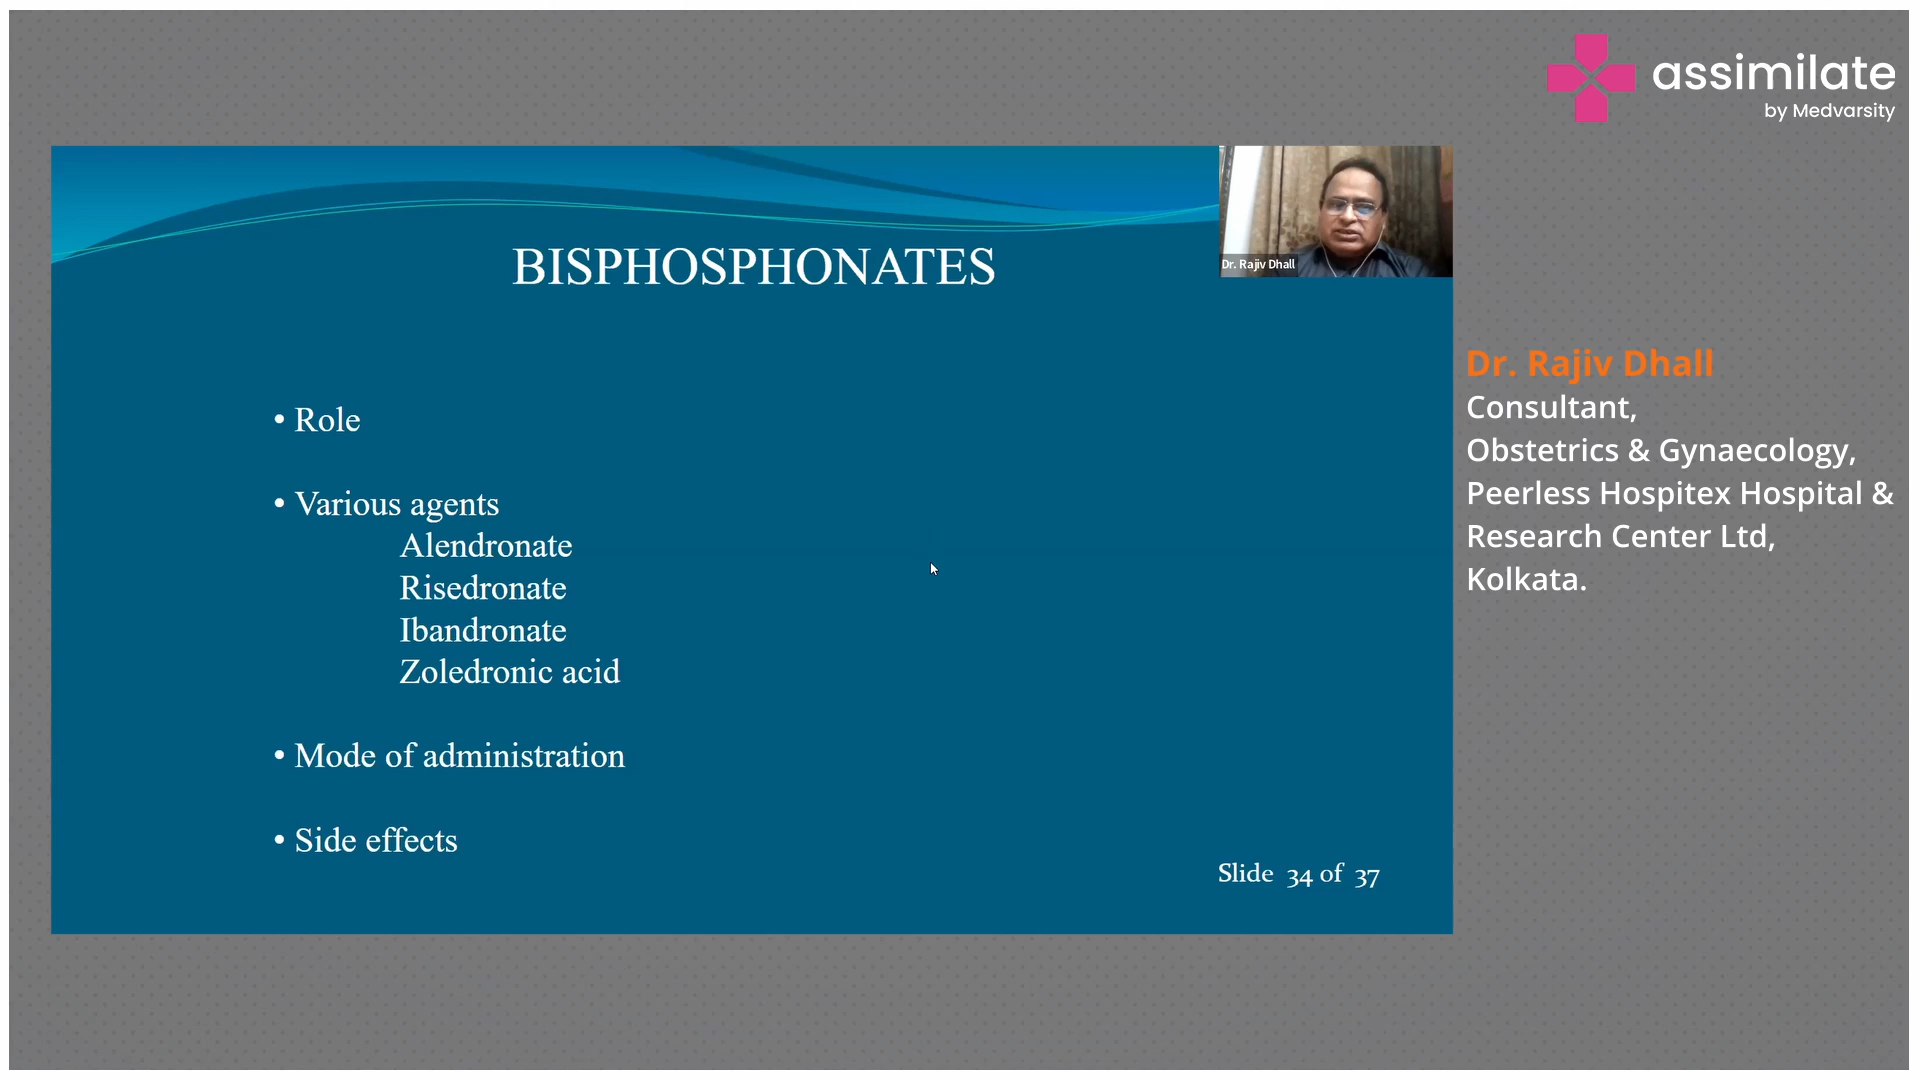 assimilate
by Medvarsity
Dr. Rajiv Dhall
BISPHOSPHONATES
• Role
• Various agents
Alendronate
Risedronate
Ibandronate
Zoledronic acid
• Mode of administration
• Side effects
Slide 34 of 37
Dr. Rajiv Dhall
Consultant,
Obstetrics & Gynaecology,
Peerless Hospitex Hospital &
Research Center Ltd,
Kolkata.